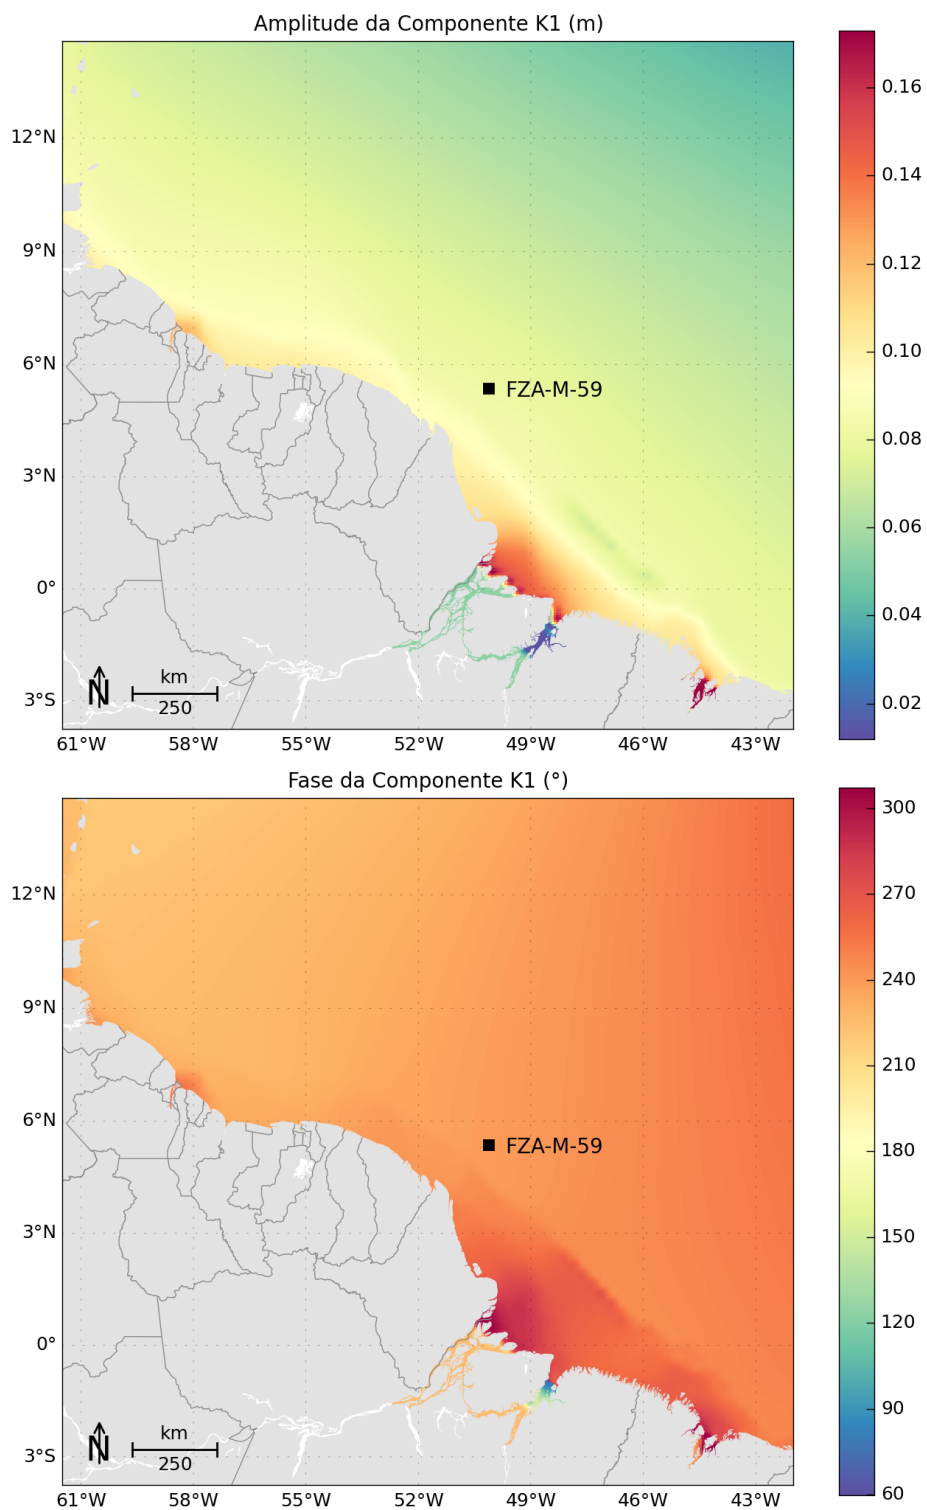 Amplitude da Componente K1 (m)
12°N
9°N
6°N
3°N
0°
3°S
61°W 58°W 55°W 52°W 49°W 46°W 43°W
FZA-M-59
N
km
250
0.16
0.14
0.12
0.10
0.08
0.06
0.04
0.02
Fase da Componente K1 (°)
12°N
9°N
6°N
3°N
0°
3°S
61°W 58°W 55°W 52°W 49°W 46°W 43°W
FZA-M-59
N
km
250
300
270
240
210
180
150
120
90
60